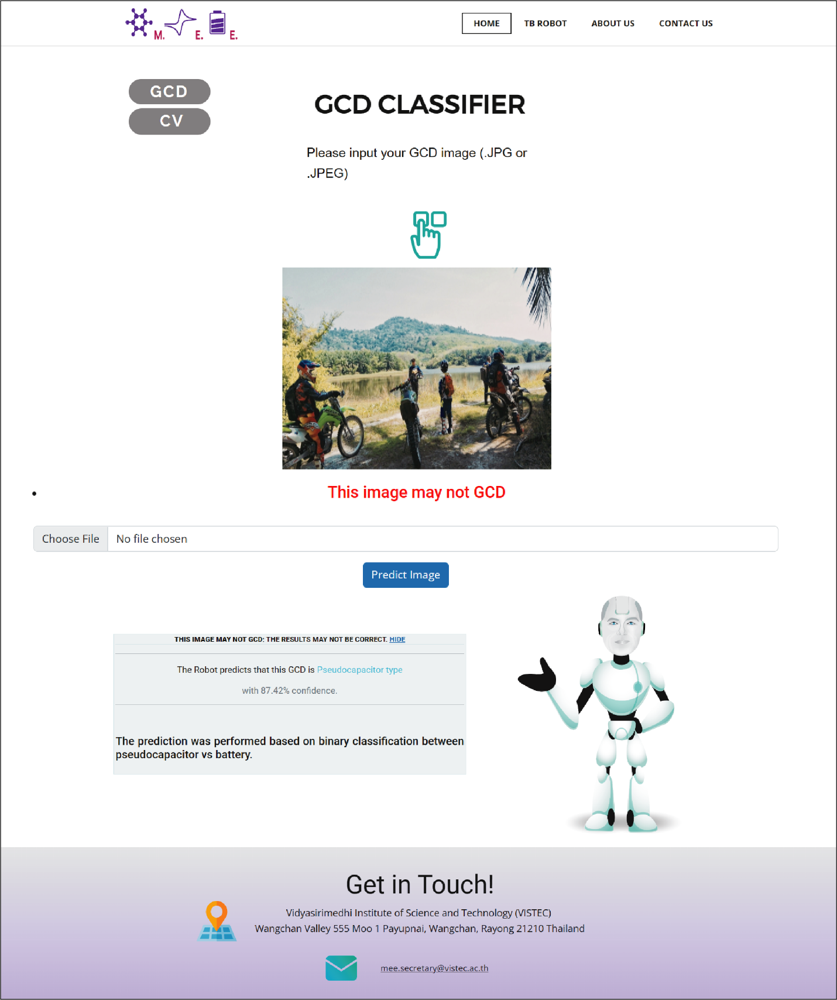 M. E. E.
HOME TB ROBOT ABOUT US CONTACT US
GCD
CV
GCD CLASSIFIER
Please input your GCD image (.JPG or
.JPEG)
This image may not GCD
Choose File No file chosen
Predict Image
THIS IMAGE MAY NOT GCD: THE RESULTS MAY NOT BE CORRECT. HIDE
The Robot predicts that this GCD is Pseudocapacitor type
with 87.42% confidence.
The prediction was performed based on binary classification between
pseudocapacitor vs battery.
Get in Touch!
Vidyasirimedhi Institute of Science and Technology (VISTEC)
Wangchan Valley 555 Moo 1 Payupnai, Wangchan, Rayong 21210 Thailand
mee.secretary@vistec.ac.th